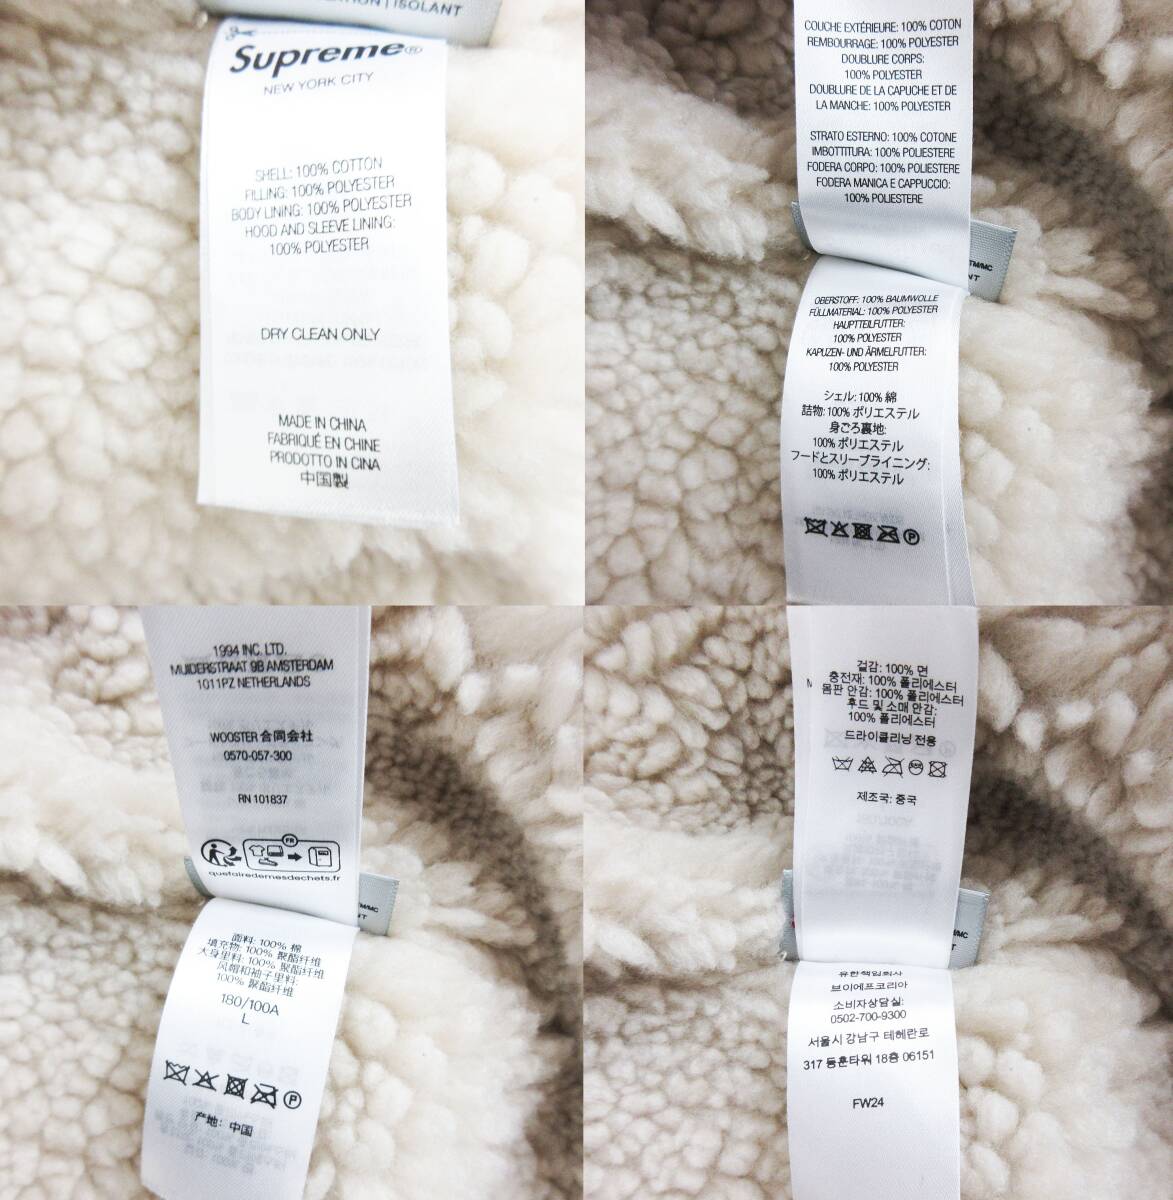 ISOLANT
Supreme®
NEW YORK CITY
SHELL: 100% COTTON
FILLING: 100% POLYESTER
BODY LINING: 100% POLYESTER
HOOD AND SLEEVE LINING:
100% POLYESTER
DRY CLEAN ONLY
MADE IN CHINA
FABRIQUÉ EN CHINE
PRODOTTO IN CINA
中国製
COUCHE EXTÉRIEURE: 100% COTON
REMBOURRAGE: 100% POLYESTER
DOUBLURE CORPS:
100% POLYESTER
DOUBLURE DE LA CAPUCHE ET DE
LA MANCHE: 100% POLYESTER
STRATO ESTERNO: 100% COTONE
IMBOTTITURA: 100% POLIESTERE
FODERA CORPO: 100% POLIESTERE
FODERA MANICA E CAPPUCCIO:
100% POLIESTERE
TM/MC
NT
OBERSTOFF: 100% BAUMWOLLE
FÜLLMATERIAL: 100% POLYESTER
HAUPTTEILFUTTER:
100% POLYESTER
KAPUZEN- UND ÄRMELFUTTER:
100% POLYESTER
シェル: 100% 綿
詰物: 100% ポリエステル
身ごろ裏地:
100% ポリエステル
フードとスリーブライニング:
100% ポリエステル
P
1994 INC. LTD.
MUIDERSTRAAT 9B AMSTERDAM
1011PZ NETHERLANDS
WOOSTER 合同会社
0570-057-300
RN 101837
FR
quefairedemesdechets.fr
TM/MC
NT
面料: 100% 棉
填充物: 100% 聚酯纤维
大身里料: 100% 聚酯纤维
风帽和袖子里料:
100% 聚酯纤维
180/100A
L
P
产地: 中国
겉감: 100% 면
충전재: 100% 폴리에스터
몸판 안감: 100% 폴리에스터
후드 및 소매 안감:
100% 폴리에스터
드라이클리닝 전용
제조국: 중국
유한책임회사
브이에프코리아
소비자상담실:
0502-700-9300
서울시 강남구 테헤란로
317 동훈타워 18층 06151
FW24